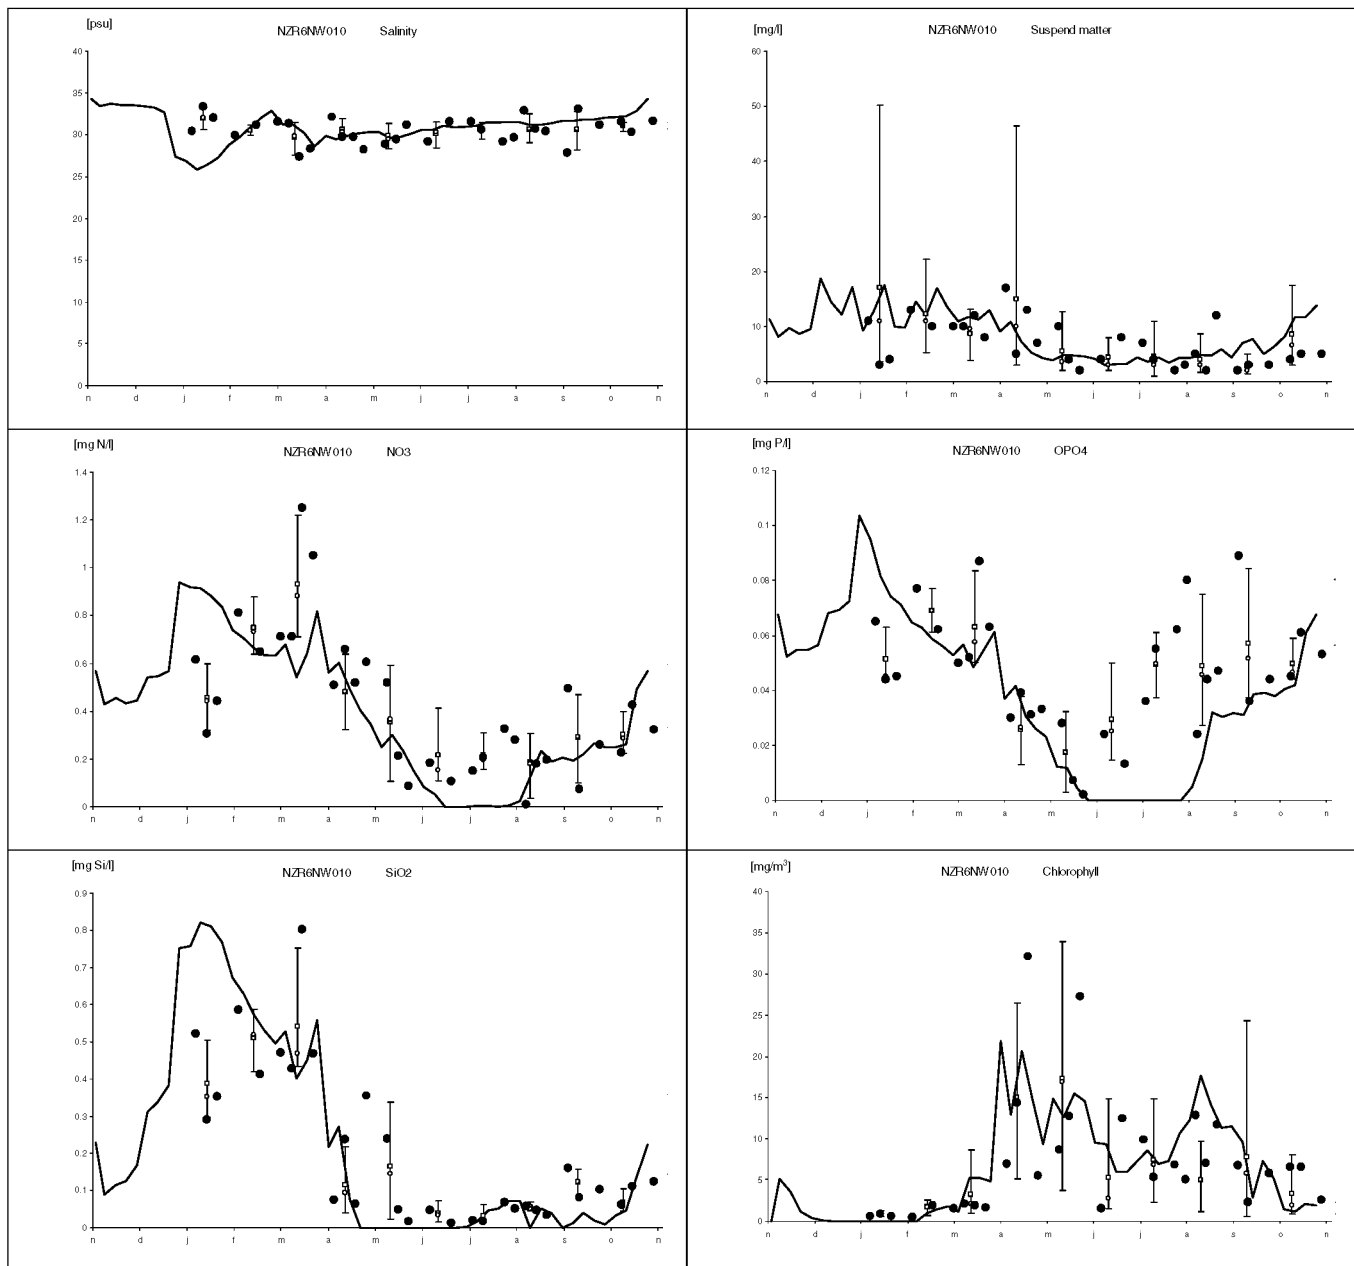 [psu]
NZR6NW010 Salinity
40
35
30
25
20
15
10
5
0
n d j f m a m j j a s o n
[mg/l]
NZR6NW010 Suspend matter
60
50
40
30
20
10
0
n d j f m a m j j a s o n
[mg N/l]
NZR6NW010 NO3
1.4
1.2
1
0.8
0.6
0.4
0.2
0
n d j f m a m j j a s o n
[mg P/l]
NZR6NW010 OPO4
0.12
0.1
0.08
0.06
0.04
0.02
0
n d j f m a m j j a s o n
[mg Si/l]
NZR6NW010 SiO2
0.9
0.8
0.7
0.6
0.5
0.4
0.3
0.2
0.1
0
n d j f m a m j j a s o n
[mg/m³]
NZR6NW010 Chlorophyll
40
35
30
25
20
15
10
5
0
n d j f m a m j j a s o n